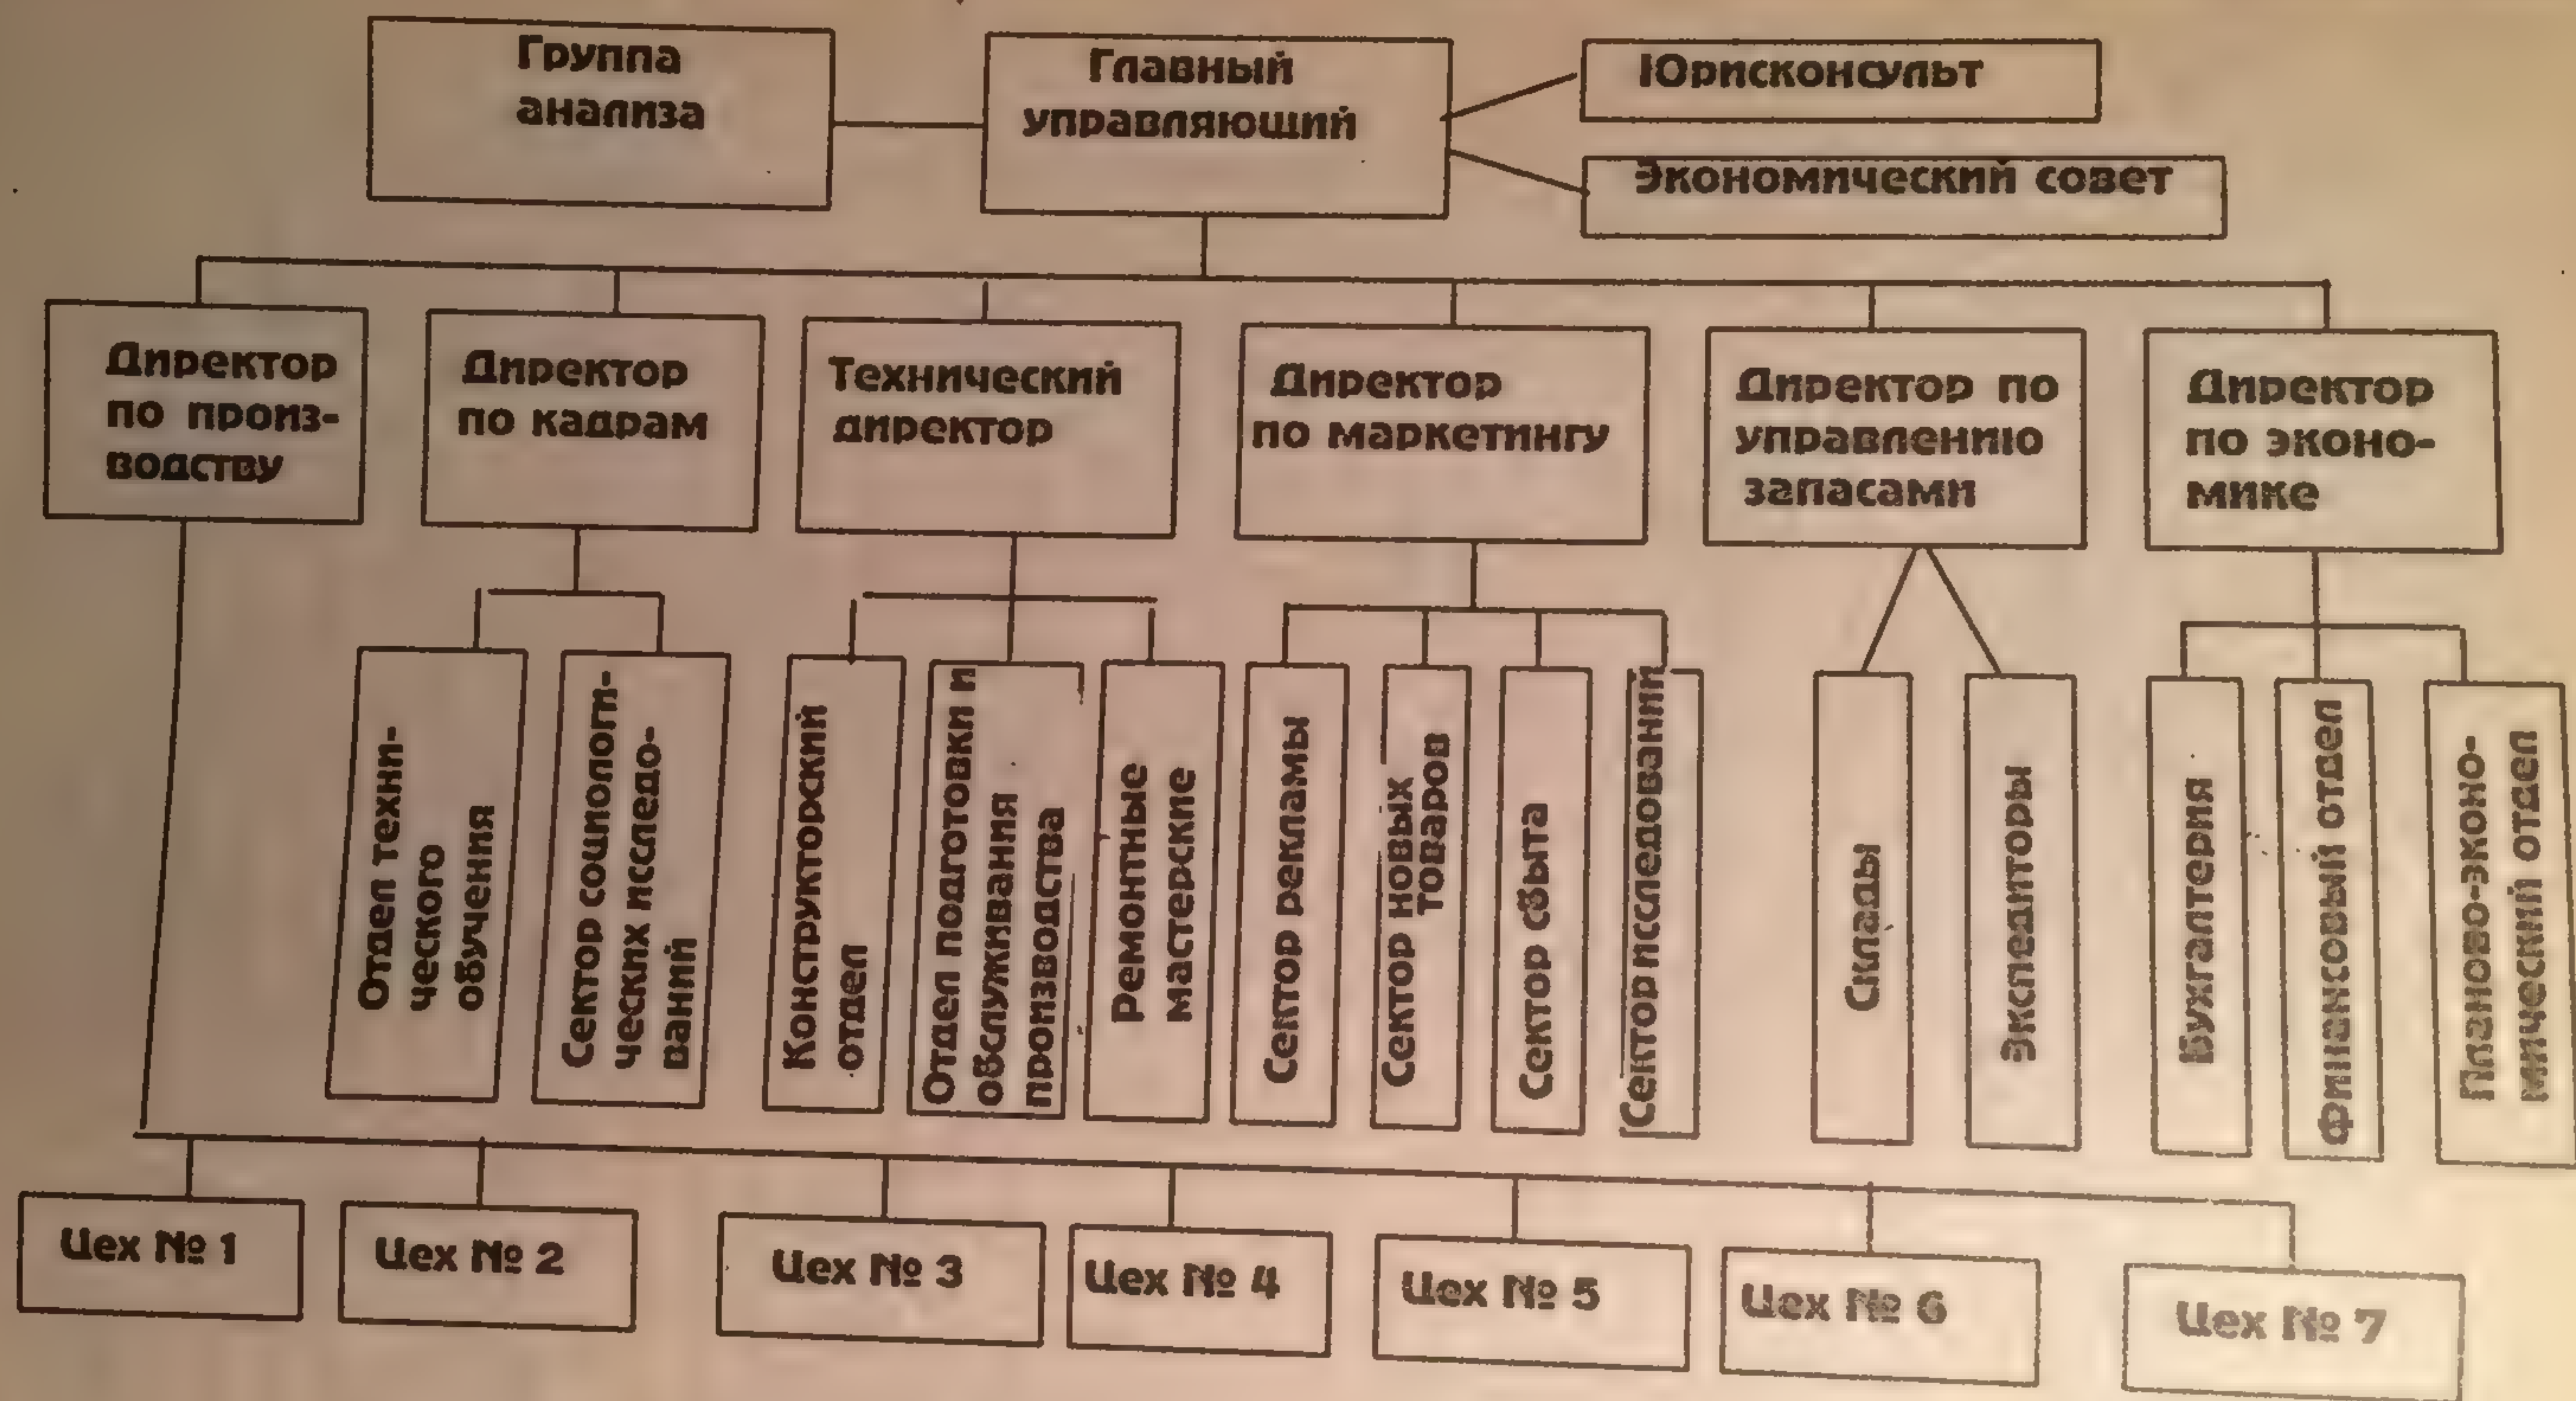 Группа
анализа
Главный
управляющий
Юрисконсульт
Экономический совет
Директор
по произ-
водству
Директор
по кадрам
Технический
директор
Директор
по маркетингу
Директор по
управлению
запасами
Директор
по эконо-
мике
Отдел техни-
ческого
обучения
Сектор социологи-
ческих исследо-
ваний
Конструкторский
отдел
Отдел подготовки и
обслуживания
производства
Ремонтные
мастерские
Сектор рекламы
Сектор новых
товаров
Сектор сбыта
Сектор исследований
Склады
Экспедиторы
Бухгалтерия
Финансовый отдел
Планово-эконо-
мический отдел
Цех № 1
Цех № 2
Цех № 3
Цех № 4
Цех № 5
Цех № 6
Цех № 7